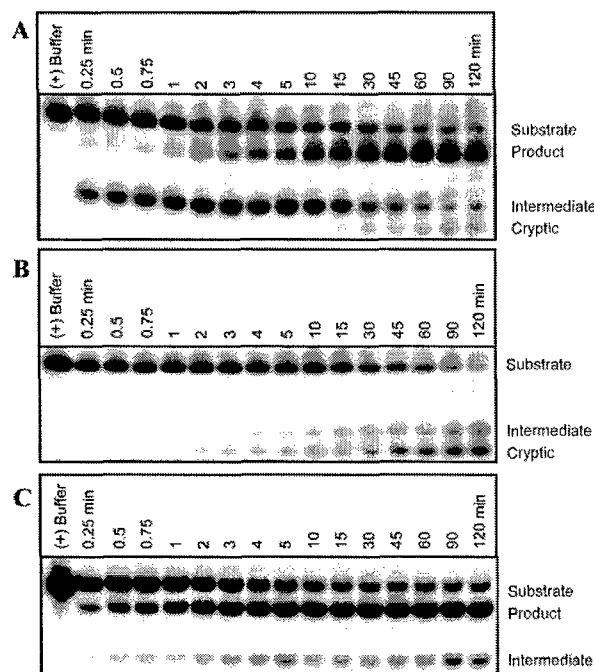 A
(+) Buffer 0.25 min 0.5 0.75 1 2 3 4 5 10 15 30 45 60 90 120 min
Substrate
Product
Intermediate
Cryptic
B
(+) Buffer 0.25 min 0.5 0.75 1 2 3 4 5 10 15 30 45 60 90 120 min
Substrate
Intermediate
Cryptic
C
(+) Buffer 0.25 min 0.5 0.75 1 2 3 4 5 10 15 30 45 60 90 120 min
Substrate
Product
Intermediate